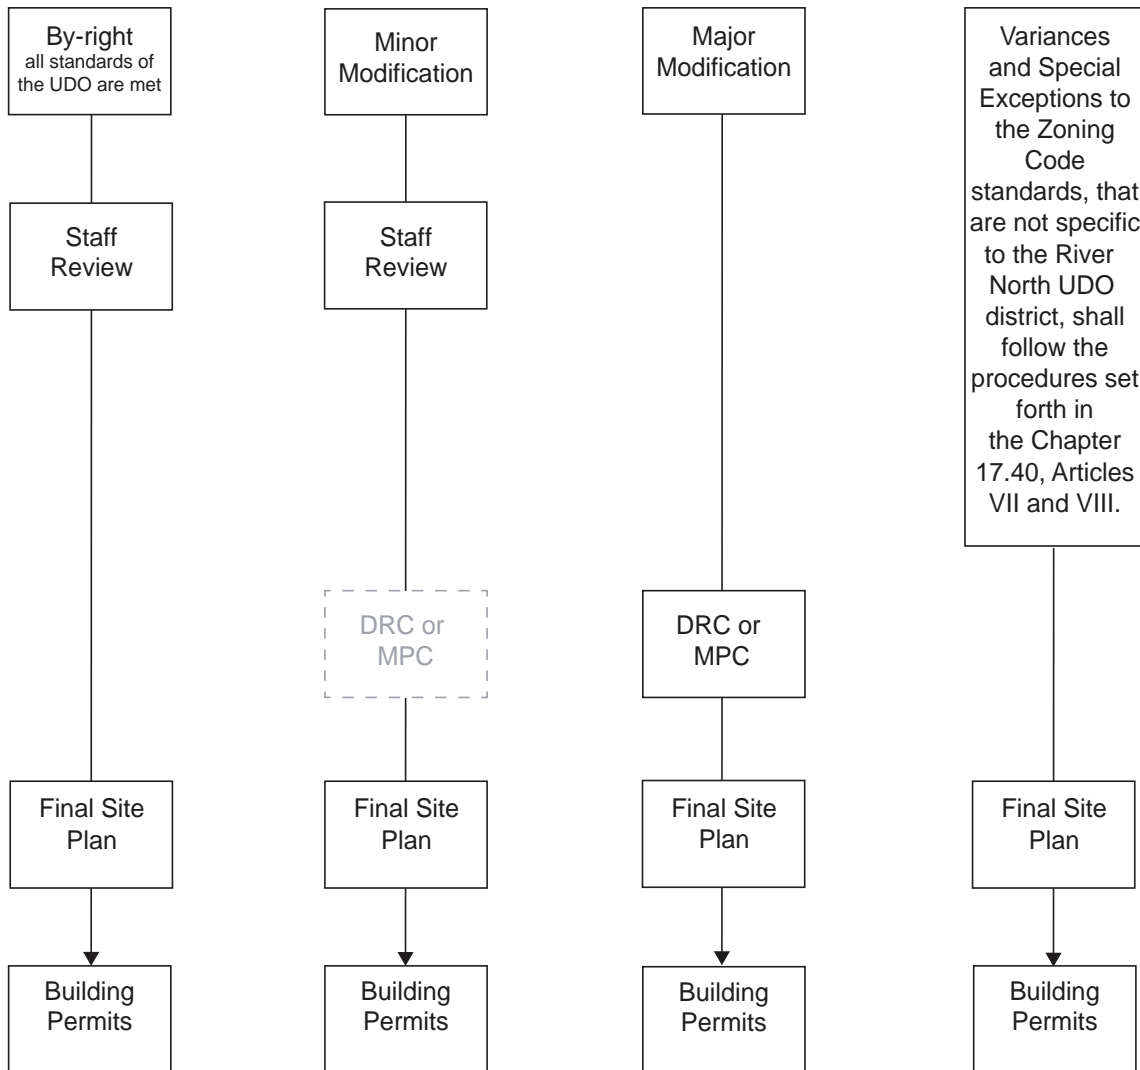 By-right
all standards of
the UDO are met
Staff
Review
Final Site
Plan
Building
Permits
Minor
Modification
Staff
Review
DRC or
MPC
Final Site
Plan
Building
Permits
Major
Modification
DRC or
MPC
Final Site
Plan
Building
Permits
Variances
and Special
Exceptions to
the Zoning
Code
standards, that
are not specific
to the River
North UDO
district, shall
follow the
procedures set
forth in
the Chapter
17.40, Articles
VII and VIII.
Final Site
Plan
Building
Permits